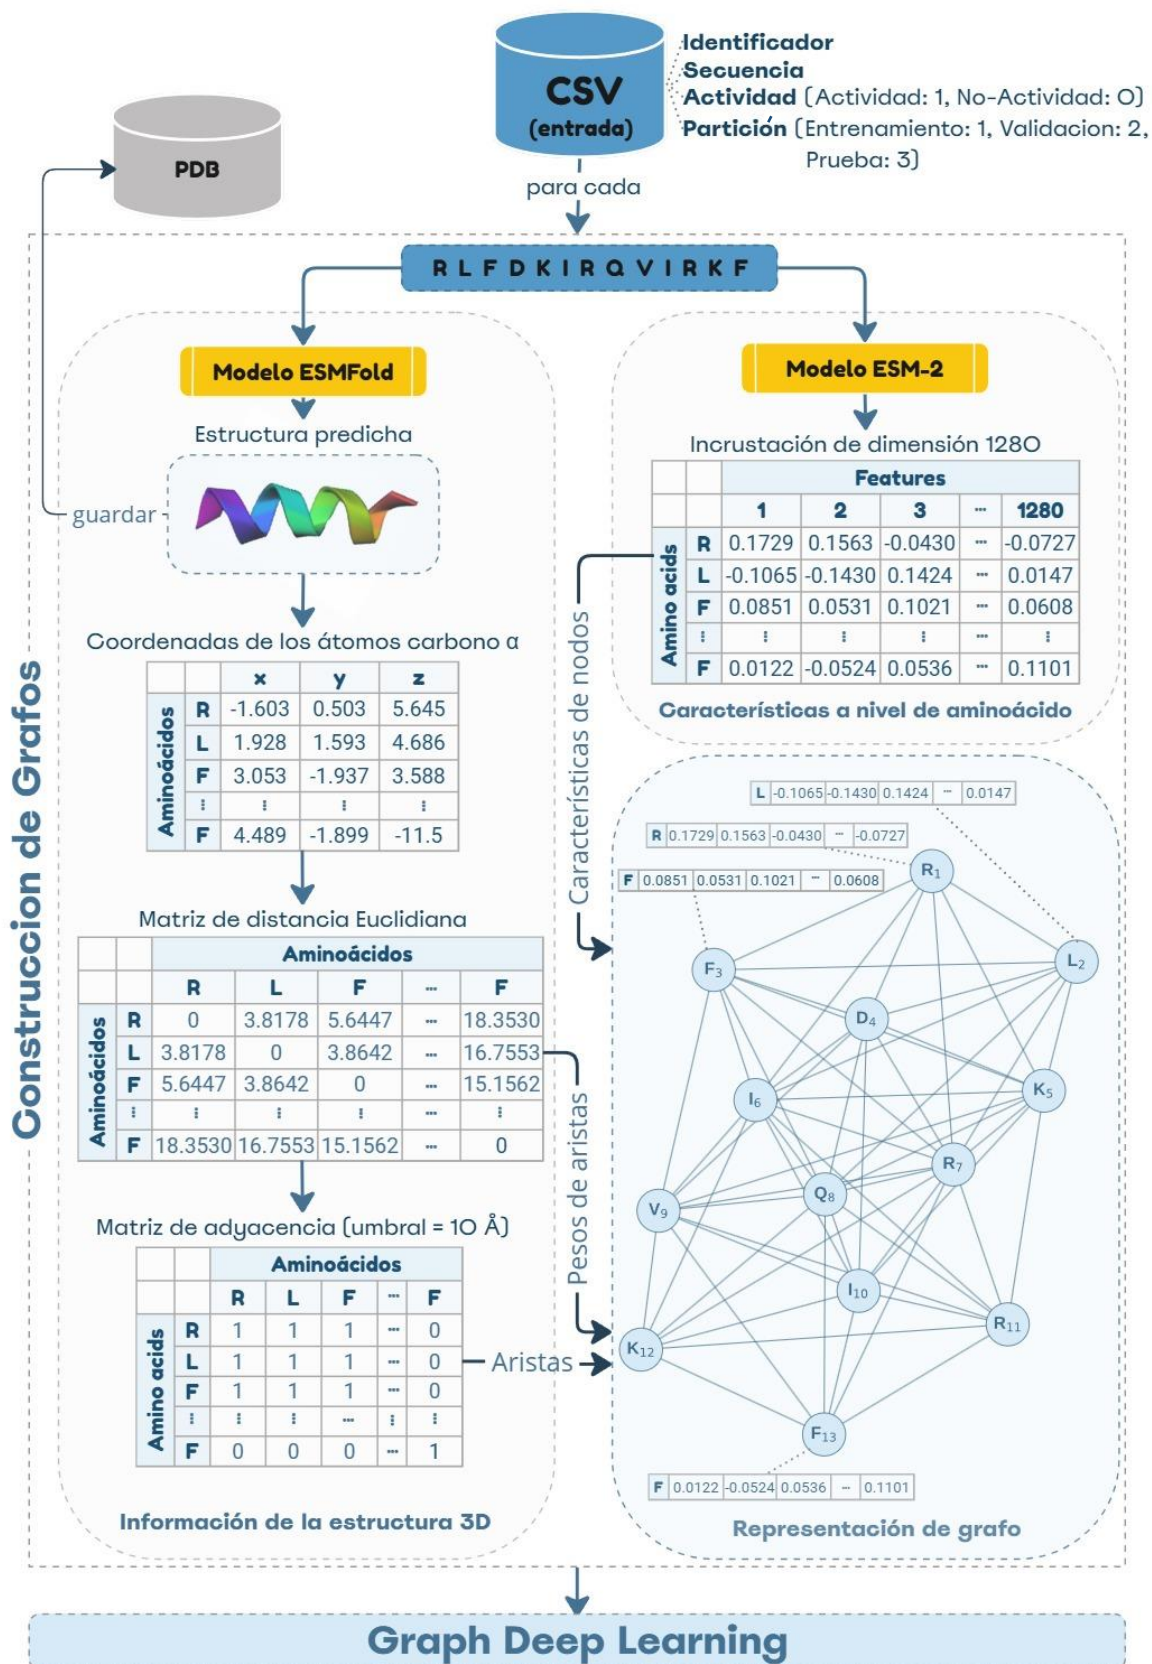 CSV
(entrada)
Identificador
Secuencia
Actividad (Actividad: 1, No-Actividad: 0)
Partición (Entrenamiento: 1, Validacion: 2,
Prueba: 3)
PDB
para cada
R L F D K I R Q V I R K F
Construccion de Grafos
Modelo ESMFold
Estructura predicha
guardar
Coordenadas de los átomos carbono α
x y z
Aminoácidos
R -1.603 0.503 5.645
L 1.928 1.593 4.686
F 3.053 -1.937 3.588
⋮ ⋮ ⋮ ⋮
F 4.489 -1.899 -11.5
Matriz de distancia Euclidiana
Aminoácidos
R L F ... F
Aminoácidos
R 0 3.8178 5.6447 ... 18.3530
L 3.8178 0 3.8642 ... 16.7553
F 5.6447 3.8642 0 ... 15.1562
⋮ ⋮ ⋮ ⋮ ... ⋮
F 18.3530 16.7553 15.1562 ... 0
Matriz de adyacencia (umbral = 10 Å)
Aminoácidos
R L F ... F
Amino acids
R 1 1 1 ... 0
L 1 1 1 ... 0
F 1 1 1 ... 0
⋮ ⋮ ⋮ ... ⋮ ⋮
F 0 0 0 ... 1
Información de la estructura 3D
Modelo ESM-2
Incrustación de dimensión 1280
Features
1 2 3 ... 1280
Amino acids
R 0.1729 0.1563 -0.0430 ... -0.0727
L -0.1065 -0.1430 0.1424 ... 0.0147
F 0.0851 0.0531 0.1021 ... 0.0608
⋮ ⋮ ⋮ ⋮ ... ⋮
F 0.0122 -0.0524 0.0536 ... 0.1101
Características a nivel de aminoácido
Características de nodos
Pesos de aristas
Aristas
L -0.1065 -0.1430 0.1424 ... 0.0147
R 0.1729 0.1563 -0.0430 ... -0.0727
F 0.0851 0.0531 0.1021 ... 0.0608
R1
L2
F3
D4
K5
I6
R7
Q8
V9
I10
R11
K12
F13
F 0.0122 -0.0524 0.0536 ... 0.1101
Representación de grafo
Graph Deep Learning